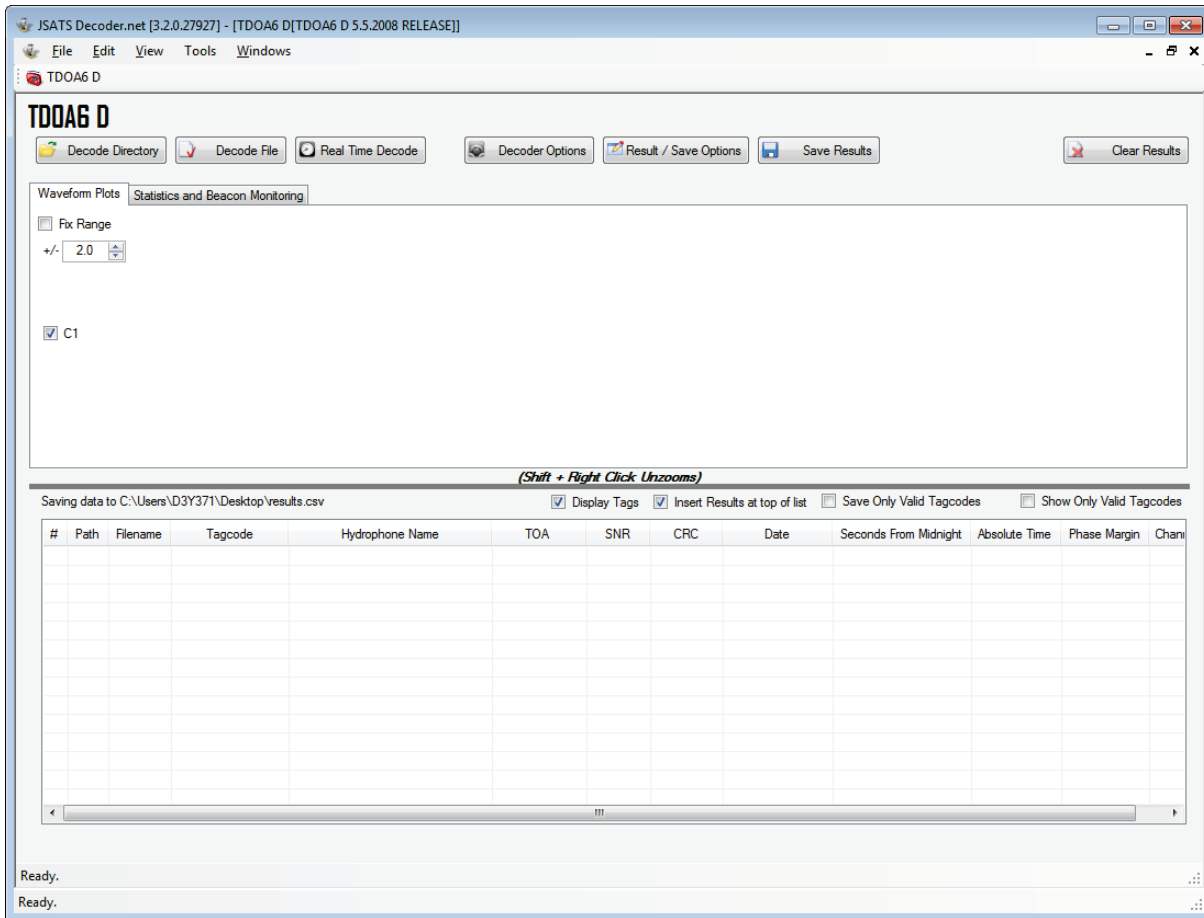 JSATS Decoder.net [3.2.0.27927] - [TDOA6 D[TDOA6 D 5.5.2008 RELEASE]]
File Edit View Tools Windows
TDOA6 D
TDOA6 D
Decode Directory Decode File Real Time Decode Decoder Options Result / Save Options Save Results Clear Results
Waveform Plots Statistics and Beacon Monitoring
Fix Range
+/- 2.0
C1
(Shift + Right Click Unzooms)
Saving data to C:\Users\D3Y371\Desktop\results.csv Display Tags Insert Results at top of list Save Only Valid Tagcodes Show Only Valid Tagcodes
# Path Filename Tagcode Hydrophone Name TOA SNR CRC Date Seconds From Midnight Absolute Time Phase Margin Chan
Ready.
Ready.